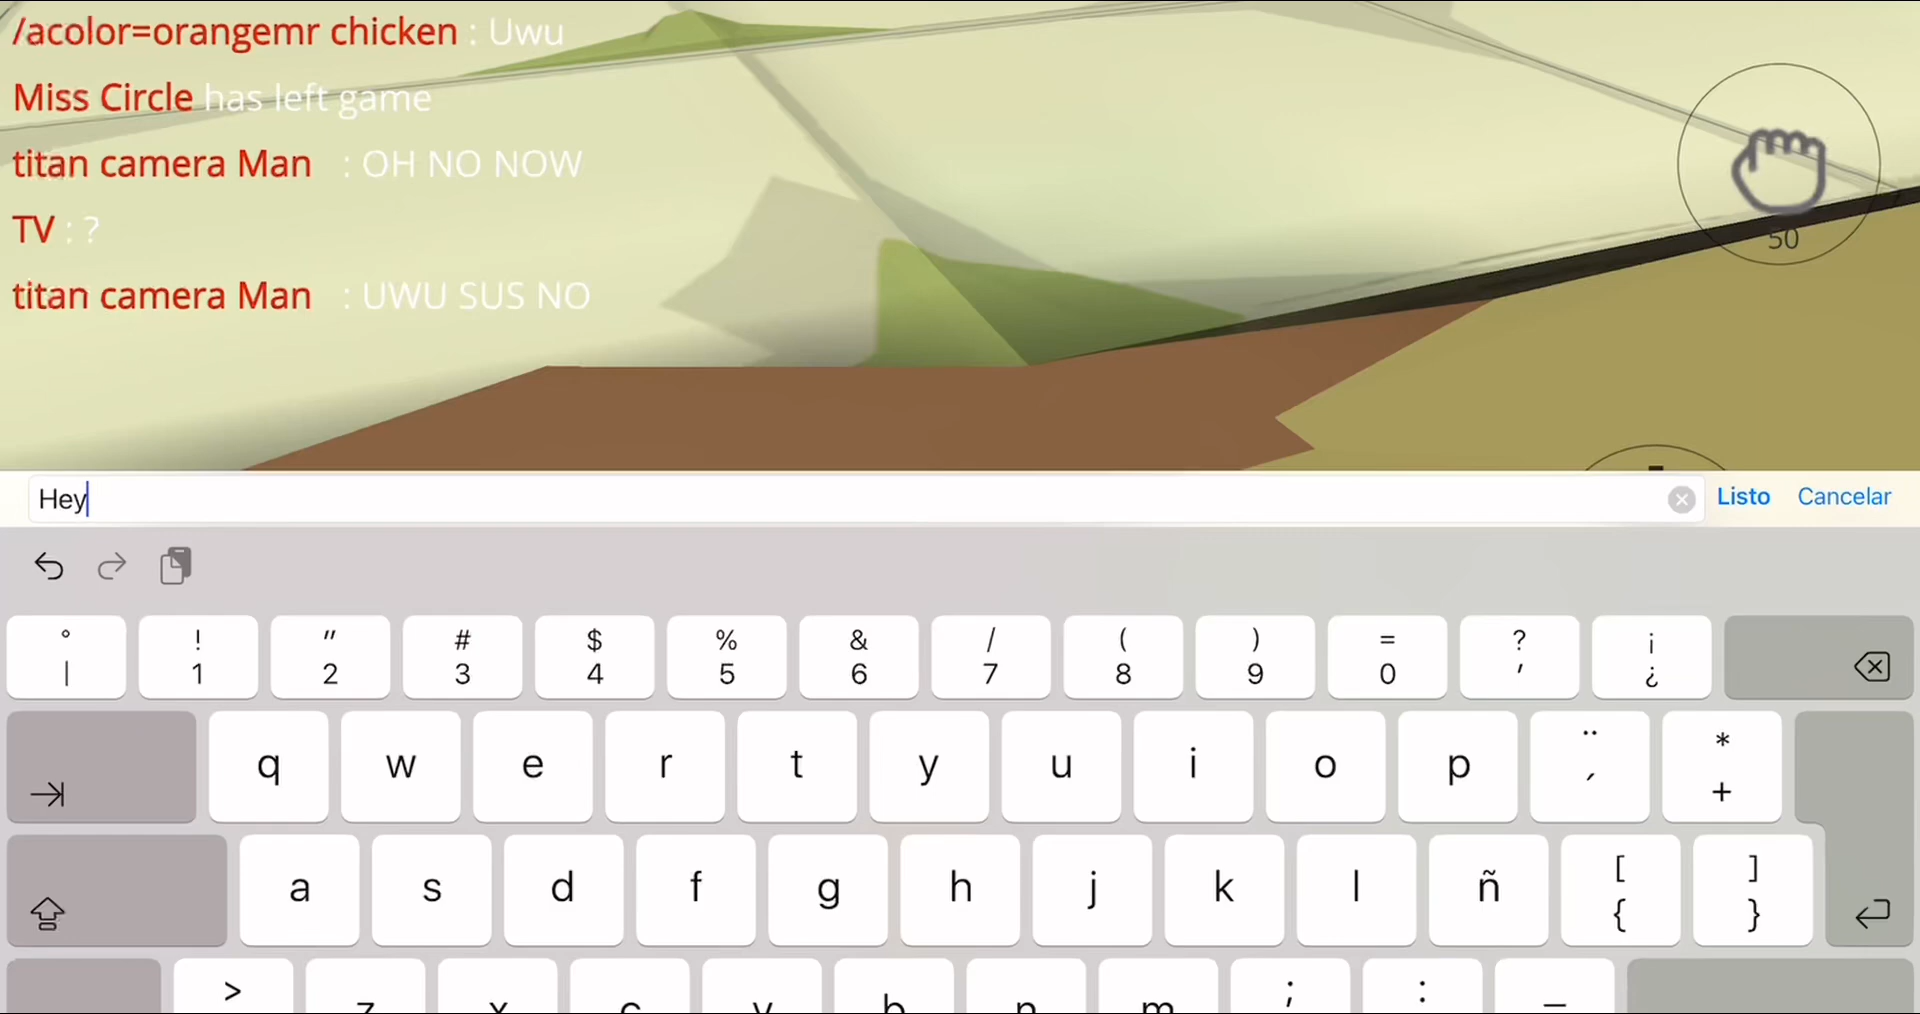 /acolor=orangemr chicken : Uwu
Miss Circle has left game
titan camera Man : OH NO NOW
TV : ?
titan camera Man : UWU SUS NO
50
Hey
Listo Cancelar
° ! " # $ % & / ( ) = ? ¡
| 1 2 3 4 5 6 7 8 9 0 ' ¿
q w e r t y u i o p ¨ ´ * +
a s d f g h j k l ñ [ { ] }
> z x c v b n m ; : _